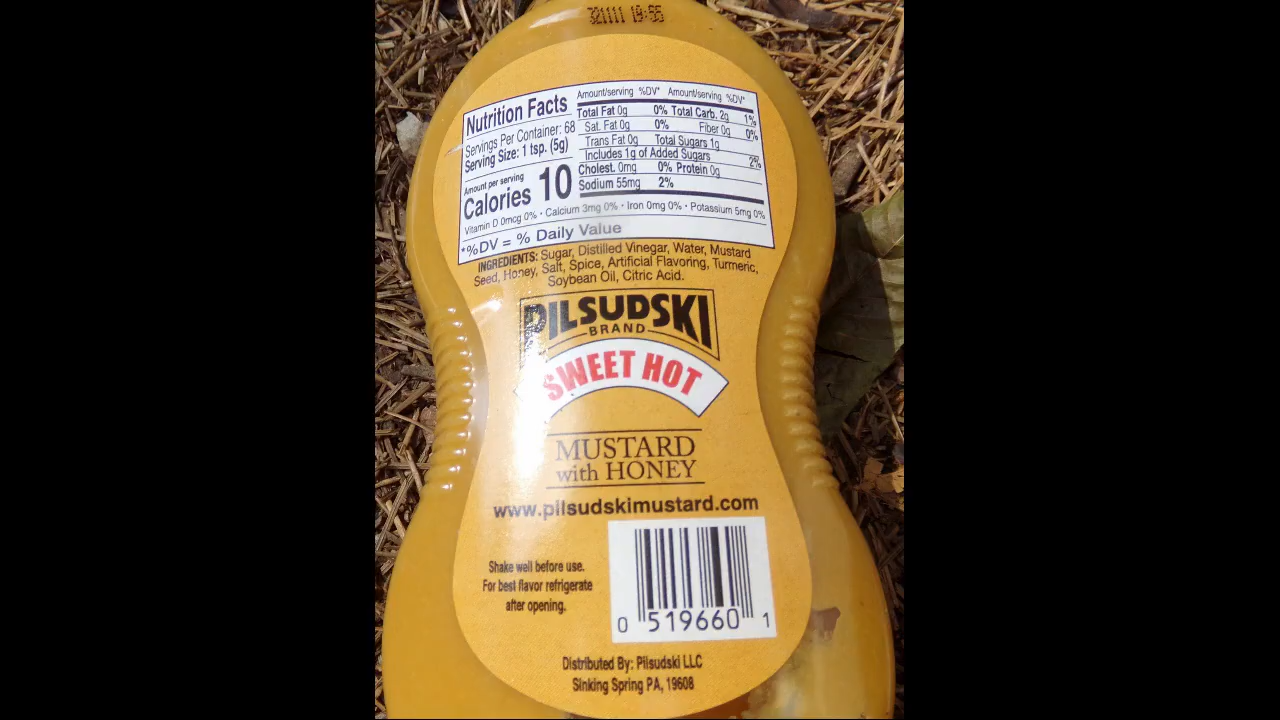 321111 19:55
Nutrition Facts
Servings Per Container: 68
Serving Size: 1 tsp. (5g)
Amount per serving
Calories 10
Amount/serving %DV* Amount/serving %DV*
Total Fat 0g 0% Total Carb. 2g 1%
Sat. Fat 0g 0% Fiber 0g 0%
Trans Fat 0g Total Sugars 1g
Includes 1g of Added Sugars 2%
Cholest. 0mg 0% Protein 0g
Sodium 55mg 2%
Vitamin D 0mcg 0% • Calcium 3mg 0% • Iron 0mg 0% • Potassium 5mg 0%
*%DV = % Daily Value
INGREDIENTS: Sugar, Distilled Vinegar, Water, Mustard
Seed, Honey, Salt, Spice, Artificial Flavoring, Turmeric,
Soybean Oil, Citric Acid.
PILSUDSKI
BRAND
SWEET HOT
MUSTARD
with HONEY
www.pilsudskimustard.com
Shake well before use.
For best flavor refrigerate
after opening.
0 519660 1
Distributed By: Pilsudski LLC
Sinking Spring PA, 19608